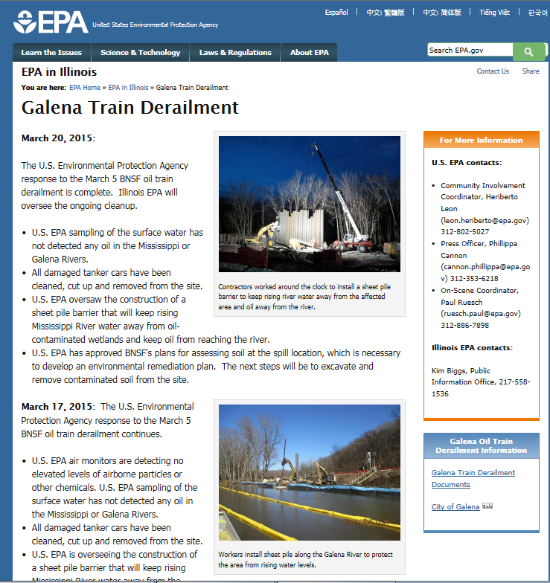 Español | 中文: 繁體版 | 中文: 简体版 | Tiếng Việt | 한국어
EPA United States Environmental Protection Agency
Learn the Issues Science & Technology Laws & Regulations About EPA
Search EPA.gov
EPA in Illinois
Contact Us Share
You are here: EPA Home » EPA in Illinois » Galena Train Derailment
Galena Train Derailment
March 20, 2015:
The U.S. Environmental Protection Agency
response to the March 5 BNSF oil train
derailment is complete. Illinois EPA will
oversee the ongoing cleanup.
• U.S. EPA sampling of the surface water has
not detected any oil in the Mississippi or
Galena Rivers.
• All damaged tanker cars have been
cleaned, cut up and removed from the site.
• U.S. EPA oversaw the construction of a
sheet pile barrier that will keep rising
Mississippi River water away from oil-
contaminated wetlands and keep oil from reaching the river.
• U.S. EPA has approved BNSF's plans for assessing soil at the spill location, which is necessary
to develop an environmental remediation plan. The next steps will be to excavate and
remove contaminated soil from the site.
Contractors worked around the clock to install a sheet pile
barrier to keep rising river water away from the affected
area and oil away from the river.
March 17, 2015: The U.S. Environmental
Protection Agency response to the March 5
BNSF oil train derailment continues.
• U.S. EPA air monitors are detecting no
elevated levels of airborne particles or
other chemicals. U.S. EPA sampling of the
surface water has not detected any oil in
the Mississippi or Galena Rivers.
• All damaged tanker cars have been
cleaned, cut up and removed from the site.
• U.S. EPA is overseeing the construction of
a sheet pile barrier that will keep rising
Mississippi River water away from the
Workers install sheet pile along the Galena River to protect
the area from rising water levels.
For More Information
U.S. EPA contacts:
• Community Involvement
Coordinator, Heriberto
Leon
(leon.heriberto@epa.gov)
312-802-5027
• Press Officer, Phillippa
Cannon
(cannon.phillippa@epa.go
v) 312-353-6218
• On-Scene Coordinator,
Paul Ruesch
(ruesch.paul@epa.gov)
312-886-7898
Illinois EPA contacts:
Kim Biggs, Public
Information Office, 217-558-
1536
Galena Oil Train
Derailment Information
Galena Train Derailment
Documents
City of Galena